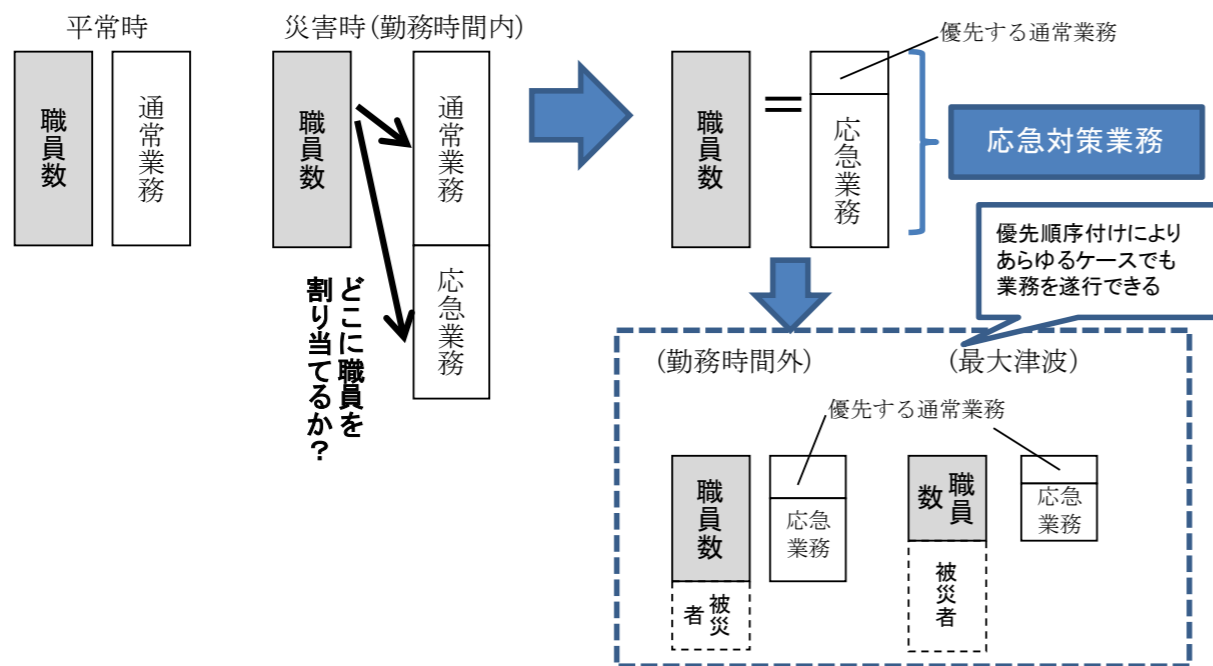 平常時
職員数
通常業務
災害時(勤務時間内)
職員数
通常業務
応急業務
どこに職員を
割り当てるか?
優先する通常業務
職員数
＝
応急業務
応急対策業務
優先順序付けにより
あらゆるケースでも
業務を遂行できる
(勤務時間外)
(最大津波)
優先する通常業務
職員数
被災
者
応急
業務
職員
数
被災者
応急
業務